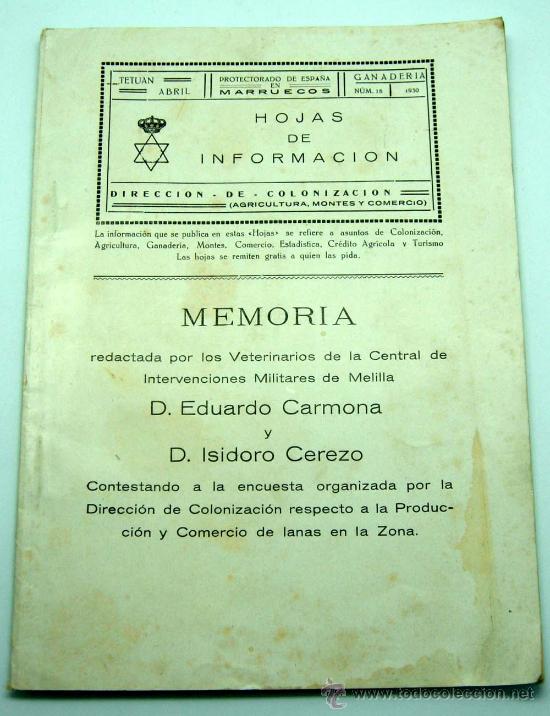 TETUAN
ABRIL
PROTECTORADO DE ESPAÑA
EN
MARRUECOS
GANADERIA
NÚM. 18 1930
HOJAS
DE
INFORMACION
DIRECCION - DE - COLONIZACION
(AGRICULTURA, MONTES Y COMERCIO)
La información que se publica en estas «Hojas» se refiere a asuntos de Colonización,
Agricultura, Ganadería, Montes, Comercio, Estadística, Crédito Agrícola y Turismo
Las hojas se remiten gratis a quien las pida.
MEMORIA
redactada por los Veterinarios de la Central de
Intervenciones Militares de Melilla
D. Eduardo Carmona
y
D. Isidoro Cerezo
Contestando a la encuesta organizada por la
Dirección de Colonización respecto a la Produc-
ción y Comercio de lanas en la Zona.
www.todocoleccion.net